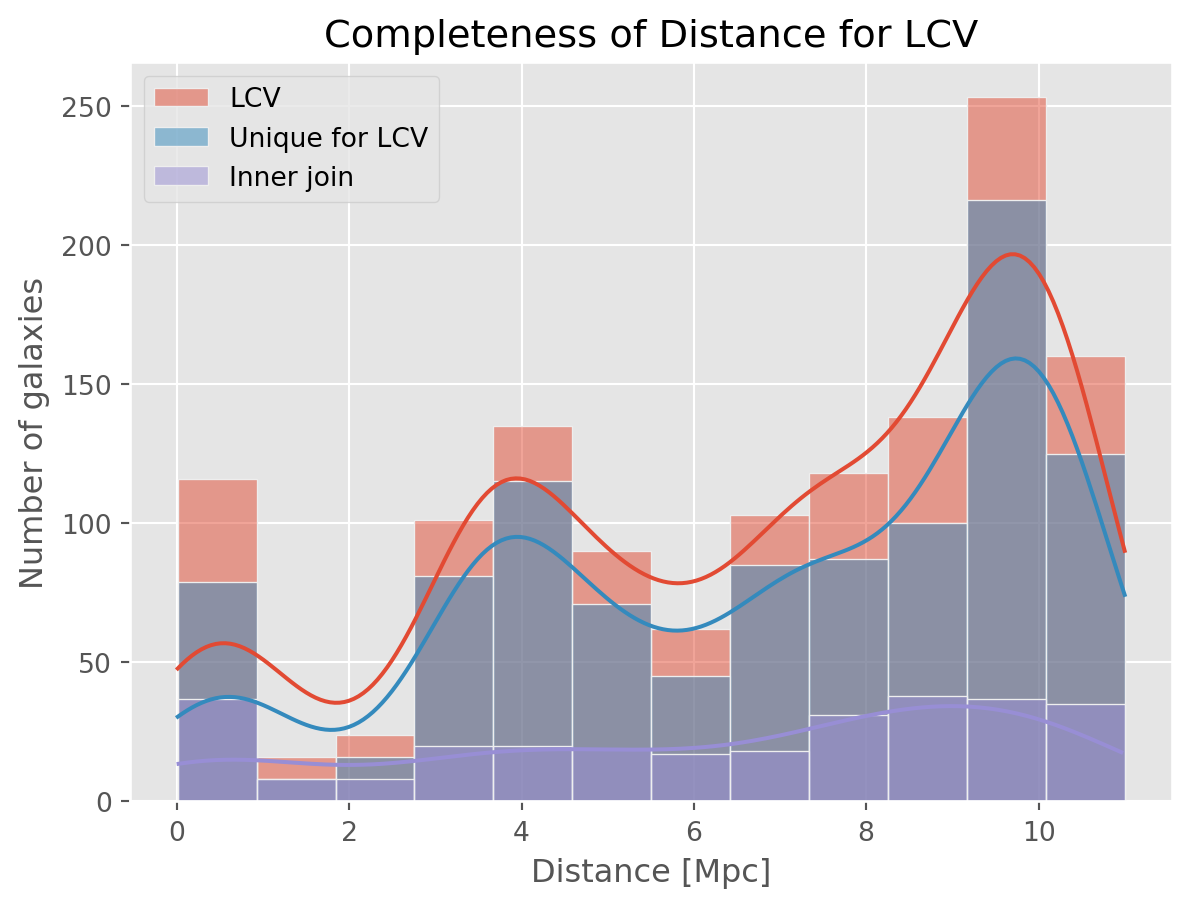 Completeness of Distance for LCV
LCV
Unique for LCV
Inner join
Number of galaxies
250
200
150
100
50
0
0 2 4 6 8 10
Distance [Mpc]